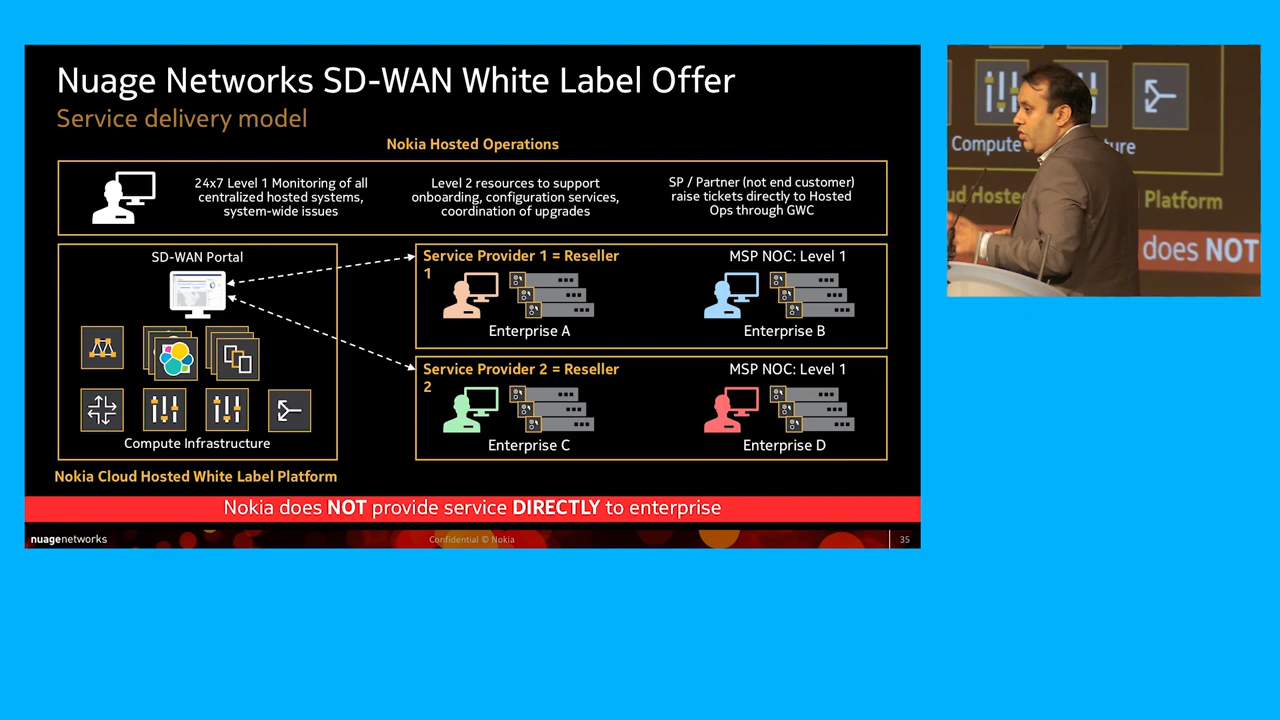 Nuage Networks SD-WAN White Label Offer
Service delivery model
Nokia Hosted Operations
24x7 Level 1 Monitoring of all
centralized hosted systems,
system-wide issues
Level 2 resources to support
onboarding, configuration services,
coordination of upgrades
SP / Partner (not end customer)
raise tickets directly to Hosted
Ops through GWC
SD-WAN Portal
Compute Infrastructure
Nokia Cloud Hosted White Label Platform
Service Provider 1 = Reseller
1
MSP NOC: Level 1
Enterprise A
Enterprise B
Service Provider 2 = Reseller
2
MSP NOC: Level 1
Enterprise C
Enterprise D
Nokia does NOT provide service DIRECTLY to enterprise
nuagenetworks
Confidential © Nokia
35
Compute
ure
ud Hosted
Platform
does NOT